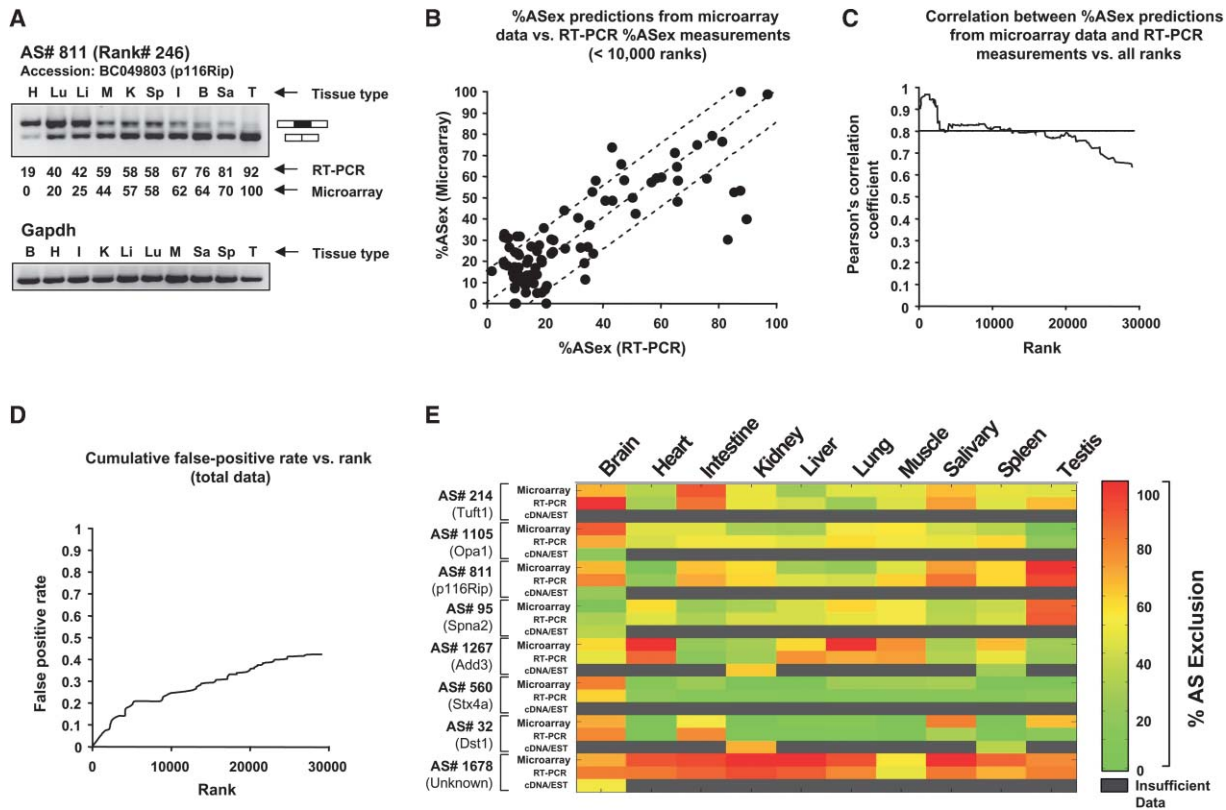 A
AS# 811 (Rank# 246)
Accession: BC049803 (p116Rip)
H Lu Li M K Sp I B Sa T
Tissue type
19 40 42 59 58 58 67 76 81 92
RT-PCR
0 20 25 44 57 58 62 64 70 100
Microarray
Gapdh
B H I K Li Lu M Sa Sp T
Tissue type
B
%ASex predictions from microarray
data vs. RT-PCR %ASex measurements
(< 10,000 ranks)
%ASex (Microarray)
100
90
80
70
60
50
40
30
20
10
0
0 20 40 60 80 100
%ASex (RT-PCR)
C
Correlation between %ASex predictions
from microarray data and RT-PCR
measurements vs. all ranks
Pearson's correlation
coefficient
1
0.9
0.8
0.7
0.6
0.5
0.4
0.3
0.2
0.1
0
0 10000 20000 30000
Rank
D
Cumulative false-positive rate vs. rank
(total data)
False positive rate
1
0.9
0.8
0.7
0.6
0.5
0.4
0.3
0.2
0.1
0
0 10000 20000 30000
Rank
E
Brain Heart Intestine Kidney Liver Lung Muscle Salivary Spleen Testis
AS# 214
(Tuft1)
Microarray
RT-PCR
cDNA/EST
AS# 1105
(Opa1)
Microarray
RT-PCR
cDNA/EST
AS# 811
(p116Rip)
Microarray
RT-PCR
cDNA/EST
AS# 95
(Spna2)
Microarray
RT-PCR
cDNA/EST
AS# 1267
(Add3)
Microarray
RT-PCR
cDNA/EST
AS# 560
(Stx4a)
Microarray
RT-PCR
cDNA/EST
AS# 32
(Dst1)
Microarray
RT-PCR
cDNA/EST
AS# 1678
(Unknown)
Microarray
RT-PCR
cDNA/EST
100
80
60
40
20
0
% AS Exclusion
Insufficient
Data